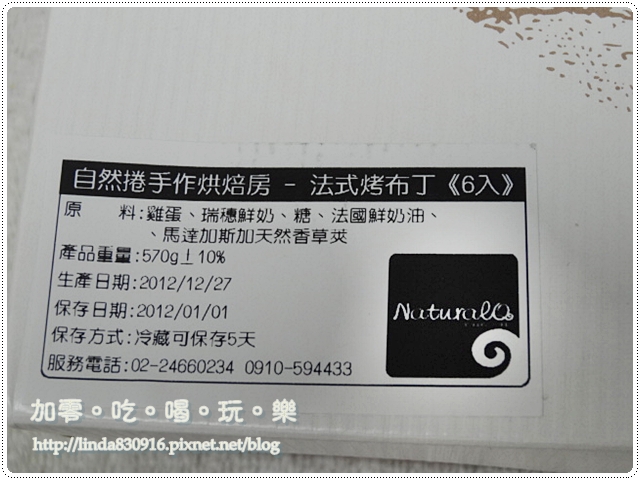 自然捲手作烘焙房 - 法式烤布丁《6入》
原 料:雞蛋、瑞穗鮮奶、糖、法國鮮奶油、
、馬達加斯加天然香草莢
產品重量:570g±10%
生產日期:2012/12/27
保存日期:2012/01/01
保存方式:冷藏可保存5天
服務電話:02-24660234 0910-594433
NaturalQ
加零。吃。喝。玩。樂
http://linda830916.pixnet.net/blog